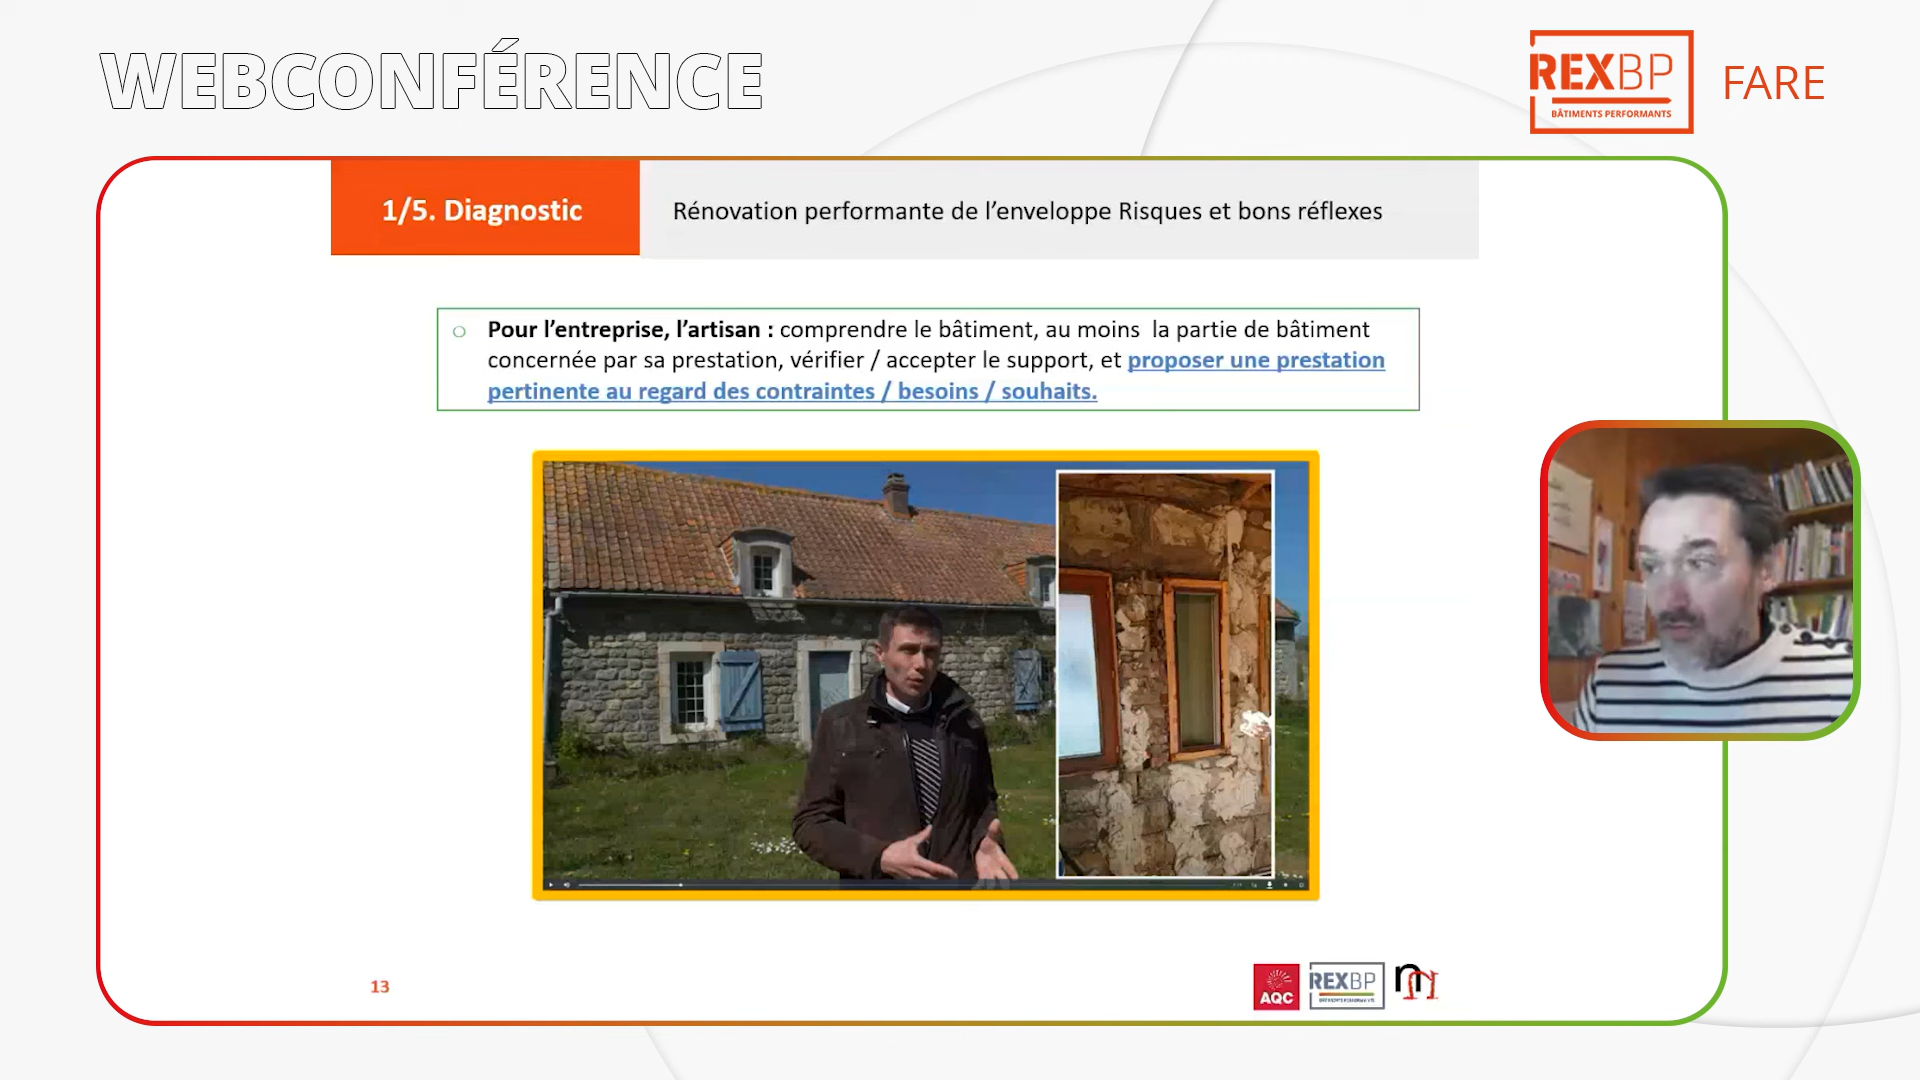 WEBCONFÉRENCE
REXBP
BÂTIMENTS PERFORMANTS
FARE
1/5. Diagnostic
Rénovation performante de l’enveloppe Risques et bons réflexes
Pour l’entreprise, l’artisan : comprendre le bâtiment, au moins la partie de bâtiment
concernée par sa prestation, vérifier / accepter le support, et proposer une prestation
pertinente au regard des contraintes / besoins / souhaits.
13
AQC
REXBP